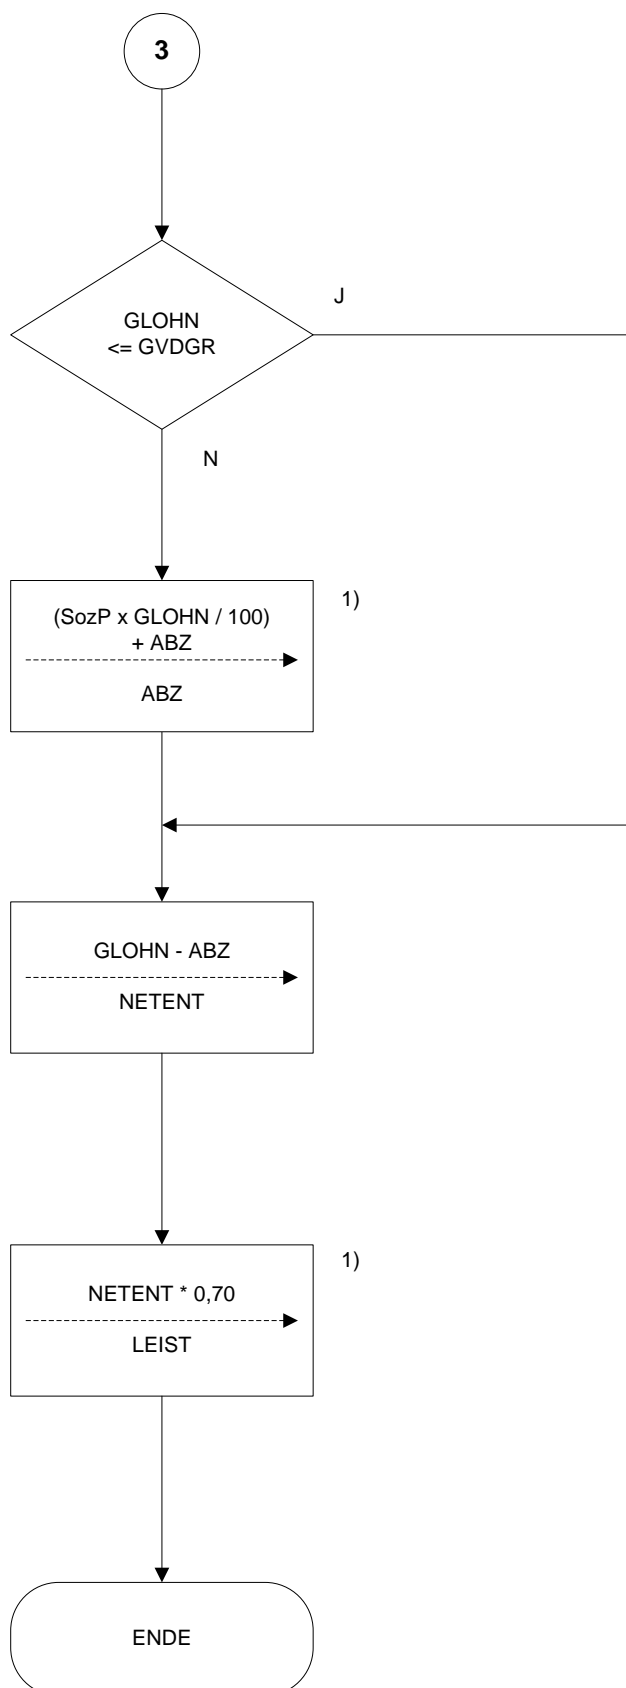 3
J
GLOHN
<= GVDGR
N
1)
(SozP x GLOHN / 100)
+ ABZ
ABZ
GLOHN - ABZ
NETENT
1)
NETENT * 0,70
LEIST
ENDE